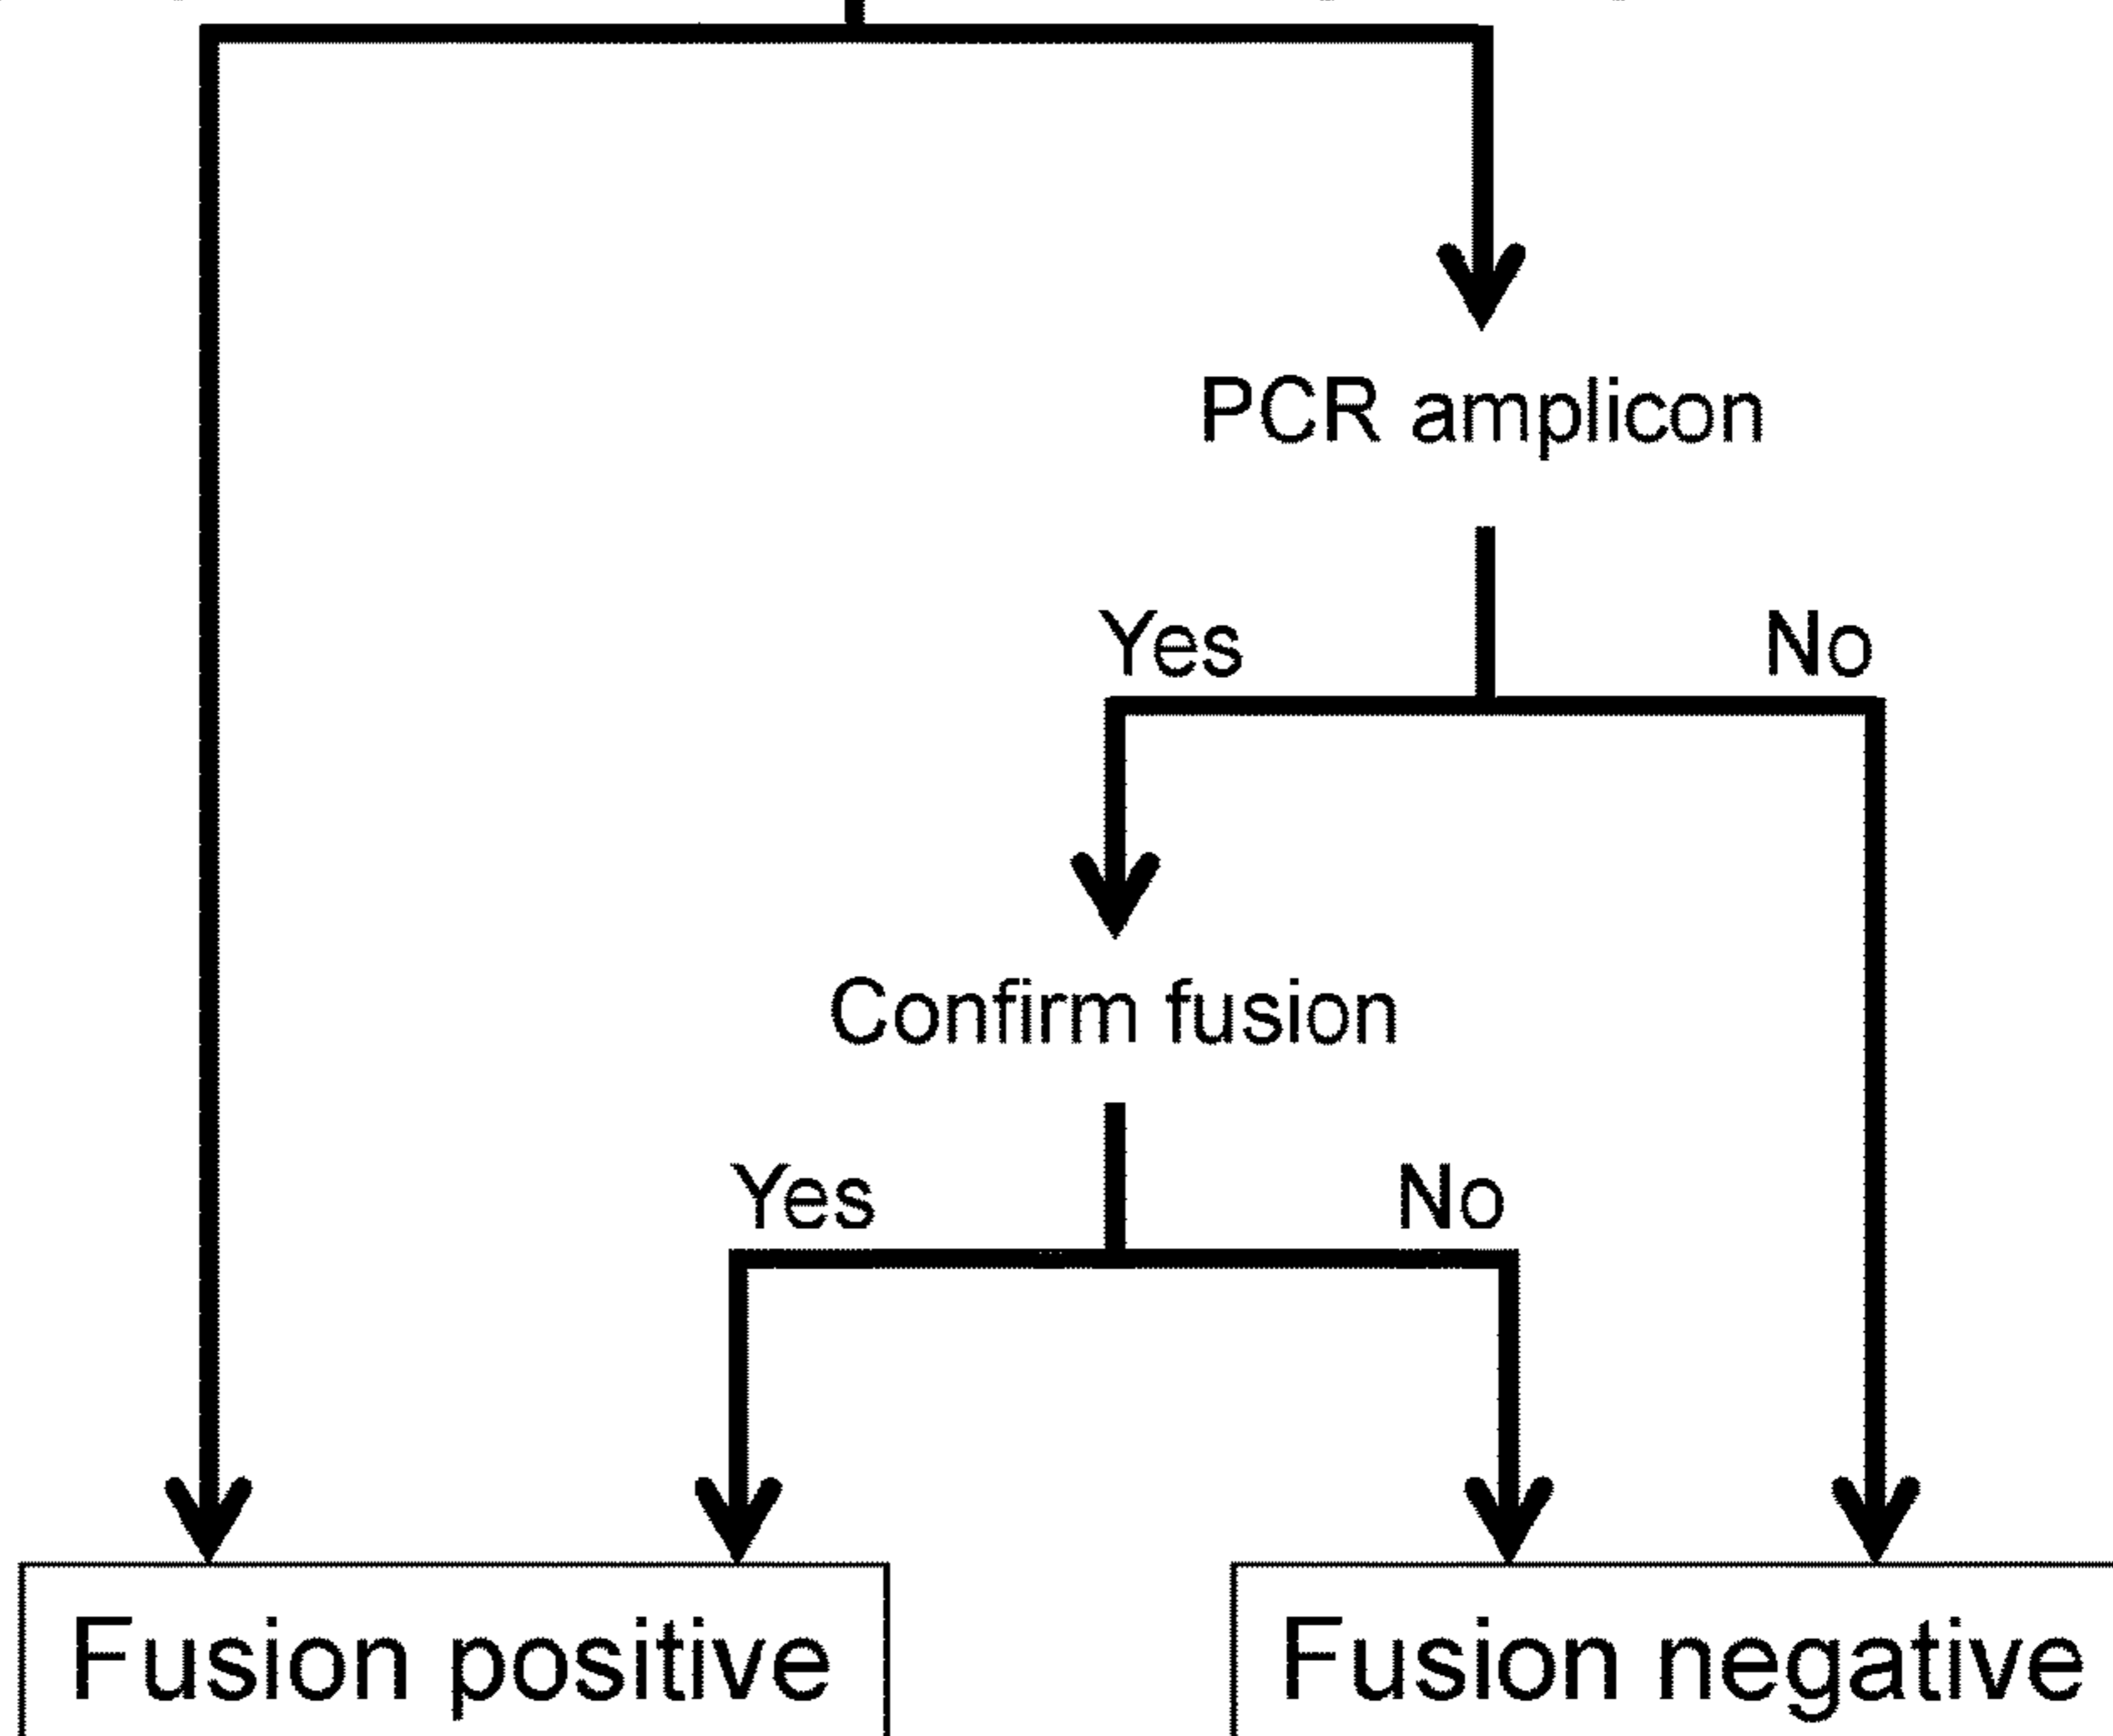 PCR amplicon
Yes No
Confirm fusion
Yes No
Fusion positive Fusion negative